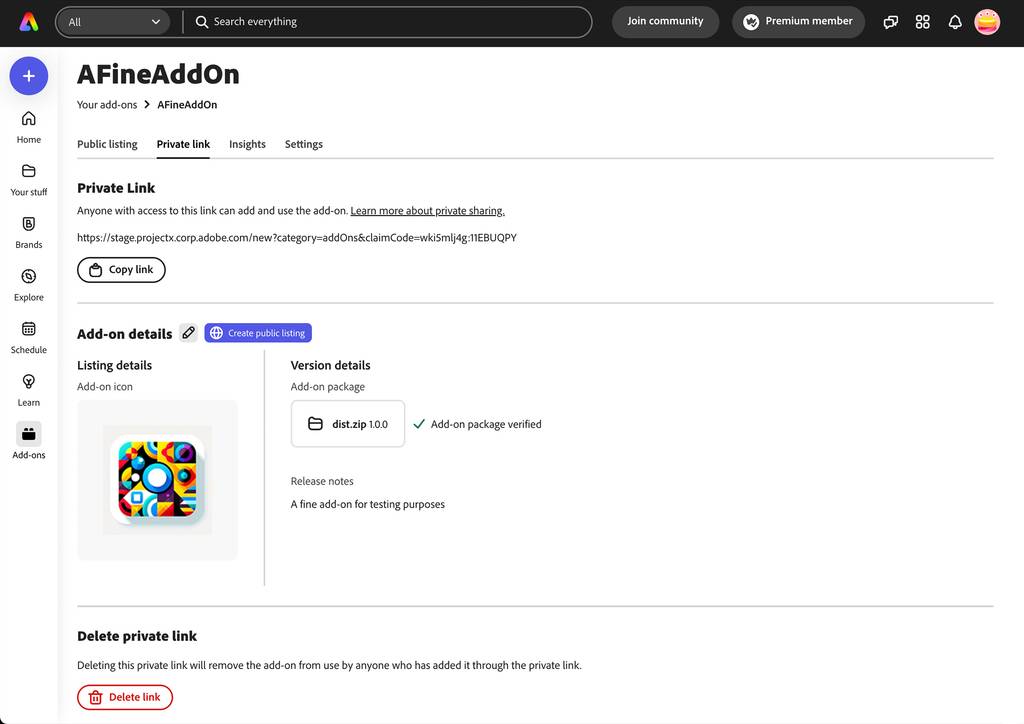 All
Search everything
Join community
Premium member
Home
Your stuff
Brands
Explore
Schedule
Learn
Add-ons
AFineAddOn
Your add-ons > AFineAddOn
Public listing Private link Insights Settings
Private Link
Anyone with access to this link can add and use the add-on. Learn more about private sharing.
https://stage.projectx.corp.adobe.com/new?category=addOns&claimCode=wki5mlj4g:11EBUQPY
Copy link
Add-on details
Create public listing
Listing details
Add-on icon
Version details
Add-on package
dist.zip 1.0.0
Add-on package verified
Release notes
A fine add-on for testing purposes
Delete private link
Deleting this private link will remove the add-on from use by anyone who has added it through the private link.
Delete link